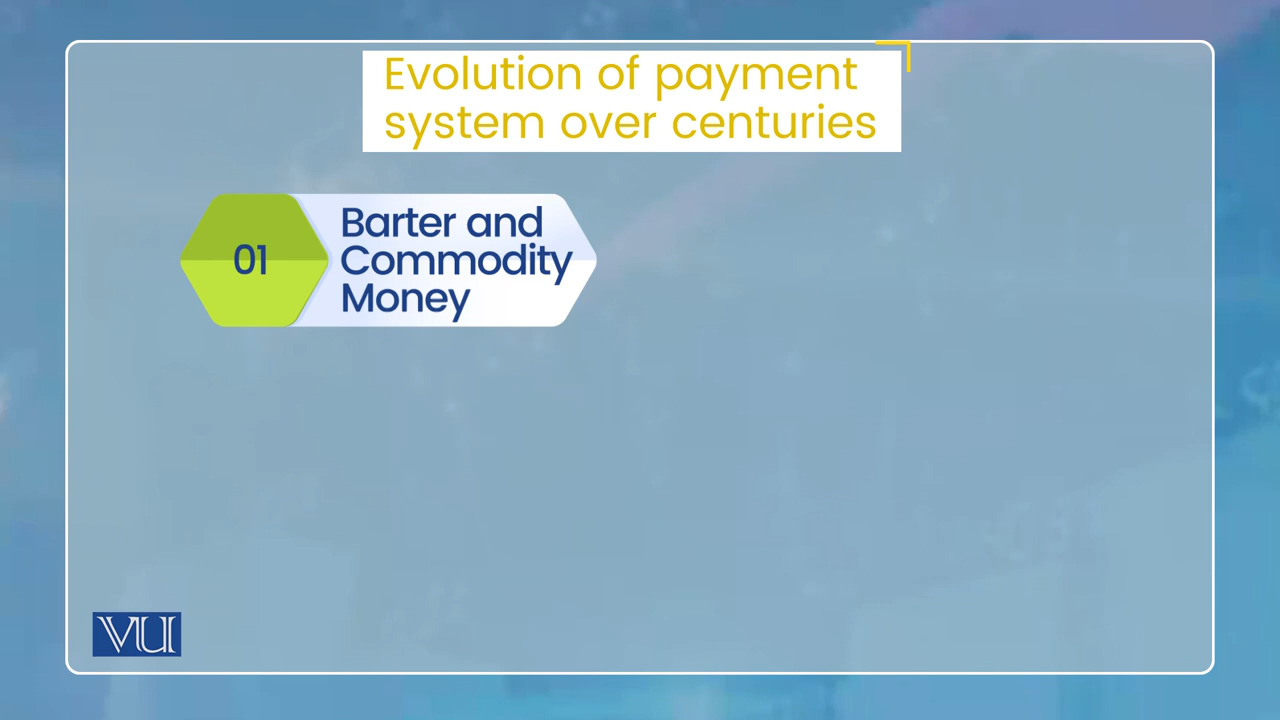 Evolution of payment
system over centuries
01
Barter and
Commodity
Money
VU